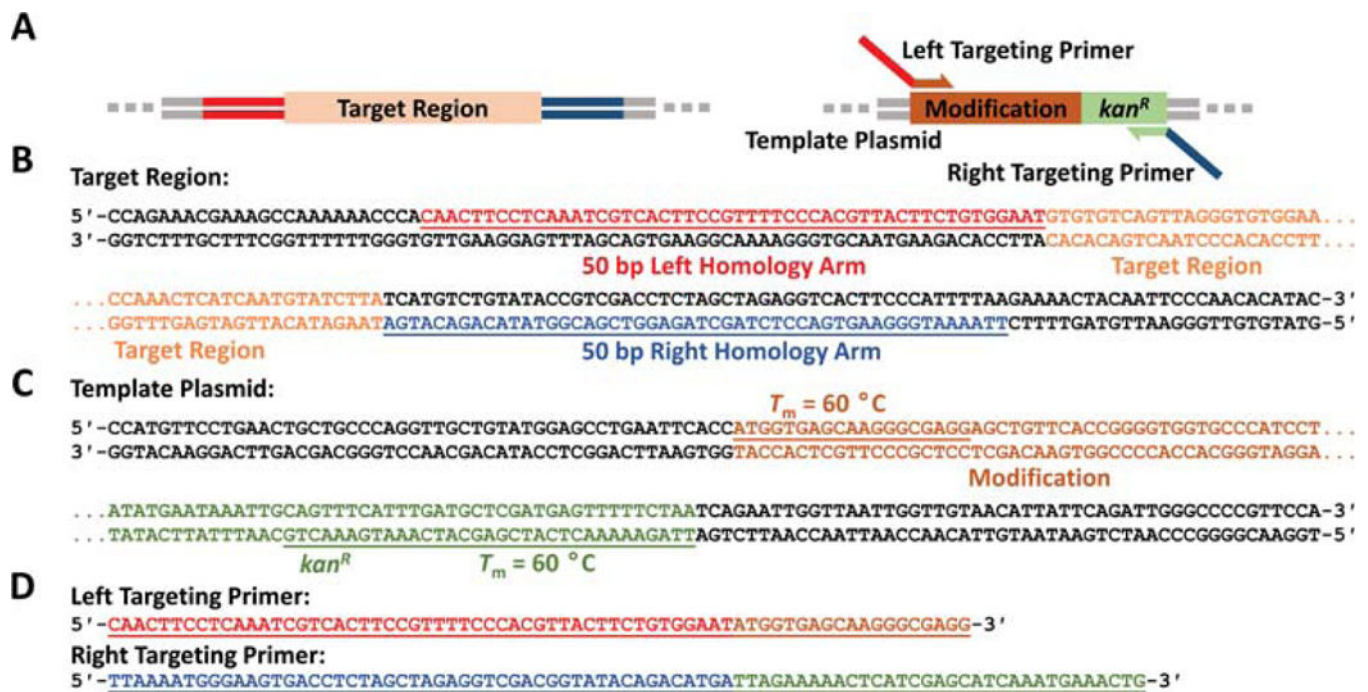 A
Left Targeting Primer
Target Region
Modification kanR
Template Plasmid
Right Targeting Primer
B
Target Region:
5′-CCAGAAACGAAAGCCAAAAAACCCACAACTTCCTCAAATCGTCACTTCCGTTTTCCCACGTTACTTCTGTGGAATGTGTGTCAGTTAGGGTGTGGAA...
3′-GGTCTTTGCTTTCGGTTTTTTGGGTGTTGAAGGAGTTTAGCAGTGAAGGCAAAAGGGTGCAATGAAGACACCTTACACACAGTCAATCCCACACCTT...
50 bp Left Homology Arm Target Region
...CCAAACTCATCAATGTATCTTATCATGTCTGTATACCGTCGACCTCTAGCTAGAGGTCACTTCCCATTTTAAGAAAACTACAATTCCCAACACATAC-3′
...GGTTTGAGTAGTTACATAGAATAGTACAGACATATGGCAGCTGGAGATCGATCTCCAGTGAAGGGTAAAATTCTTTTGATGTTAAGGGTTGTGTATG-5′
Target Region 50 bp Right Homology Arm
C
Template Plasmid:
Tm = 60 °C
5′-CCATGTTCCTGAACTGCTGCCCAGGTTGCTGTATGGAGCCTGAATTCACCATGGTGAGCAAGGGCGAGGAGCTGTTCACCGGGGTGGTGCCCATCCT...
3′-GGTACAAGGACTTGACGACGGGTCCAACGACATACCTCGGACTTAAGTGGTACCACTCGTTCCCGCTCCTCGACAAGTGGCCCCACCACGGGTAGGA...
Modification
...ATATGAATAAATTGCAGTTTCATTTGATGCTCGATGAGTTTTTCTAATCAGAATTGGTTAATTGGTTGTAACATTATTCAGATTGGGCCCCGTTCCA-3′
...TATACTTATTTAACGTCAAAGTAAACTACGAGCTACTCAAAAAGATTAGTCTTAACCAATTAACCAACATTGTAATAAGTCTAACCCGGGGCAAGGT-5′
kanR Tm = 60 °C
D
Left Targeting Primer:
5′-CAACTTCCTCAAATCGTCACTTCCGTTTTCCCACGTTACTTCTGTGGAATATGGTGAGCAAGGGCGAGG-3′
Right Targeting Primer:
5′-TTAAAATGGGAAGTGACCTCTAGCTAGAGGTCGACGGTATACAGACATGATTAGAAAAACTCATCGAGCATCAAATGAAACTG-3′